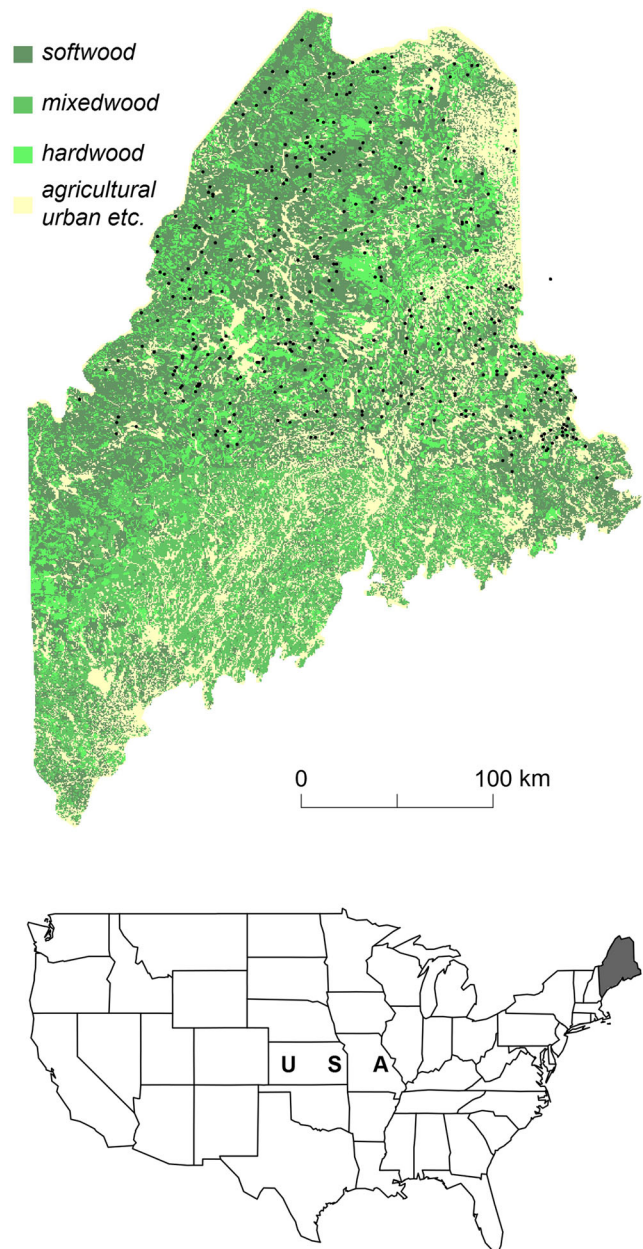 softwood
mixedwood
hardwood
agricultural
urban etc.
0 100 km
U S A